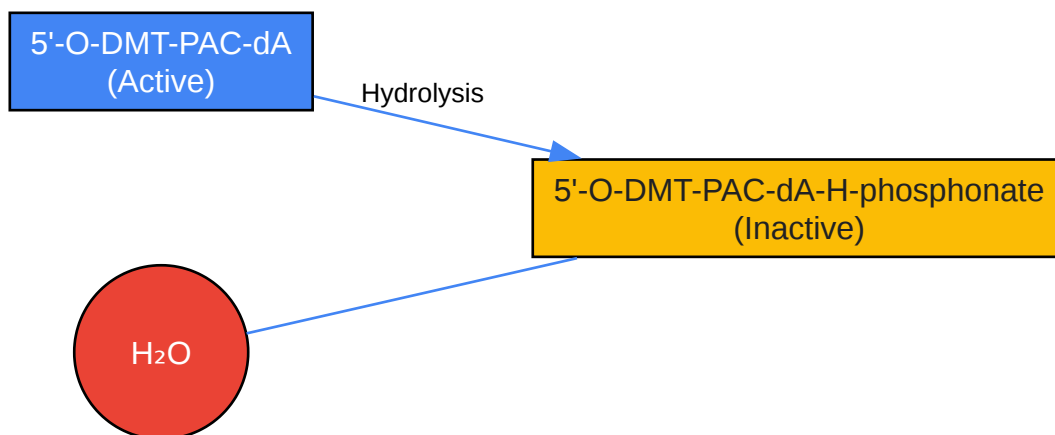 5'-O-DMT-PAC-dA
(Active)
Hydrolysis
5'-O-DMT-PAC-dA-H-phosphonate
(Inactive)
H₂O